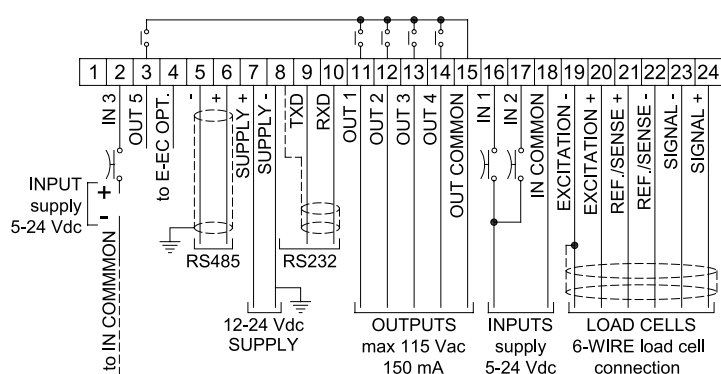 1 2 3 4 5 6 7 8 9 10 11 12 13 14 15 16 17 18 19 20 21 22 23 24
IN 3
OUT 5
to E-EC OPT.
-
+
SUPPLY +
SUPPLY -
TXD
RXD
OUT 1
OUT 2
OUT 3
OUT 4
OUT COMMON
IN 1
IN 2
IN COMMON
EXCITATION -
EXCITATION +
REF./SENSE +
REF./SENSE -
SIGNAL -
SIGNAL +
INPUT
supply
5-24 Vdc
+
-
to IN COMMMON
RS485
RS232
12-24 Vdc
SUPPLY
OUTPUTS
max 115 Vac
150 mA
INPUTS
supply
5-24 Vdc
LOAD CELLS
6-WIRE load cell
connection